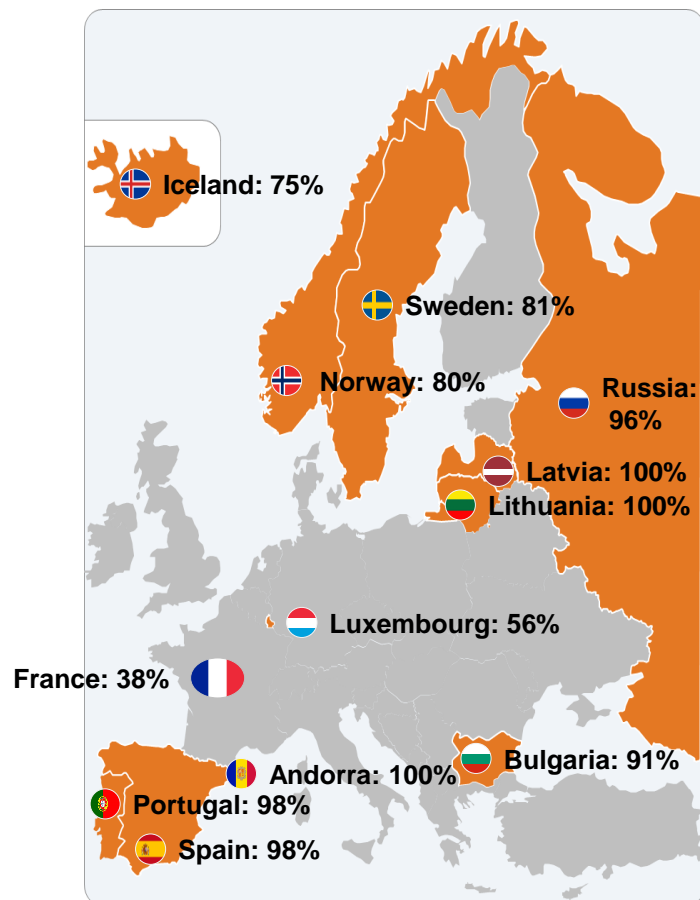 Iceland: 75%
Sweden: 81%
Norway: 80%
Russia:
96%
Latvia: 100%
Lithuania: 100%
Luxembourg: 56%
France: 38%
Bulgaria: 91%
Andorra: 100%
Portugal: 98%
Spain: 98%